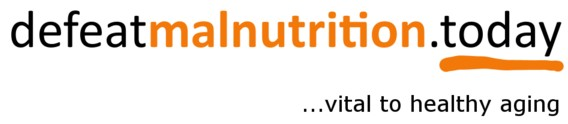 defeatmalnutrition.today
...vital to healthy aging